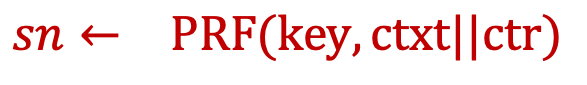 sn ← PRF(key, ctxt||ctr)